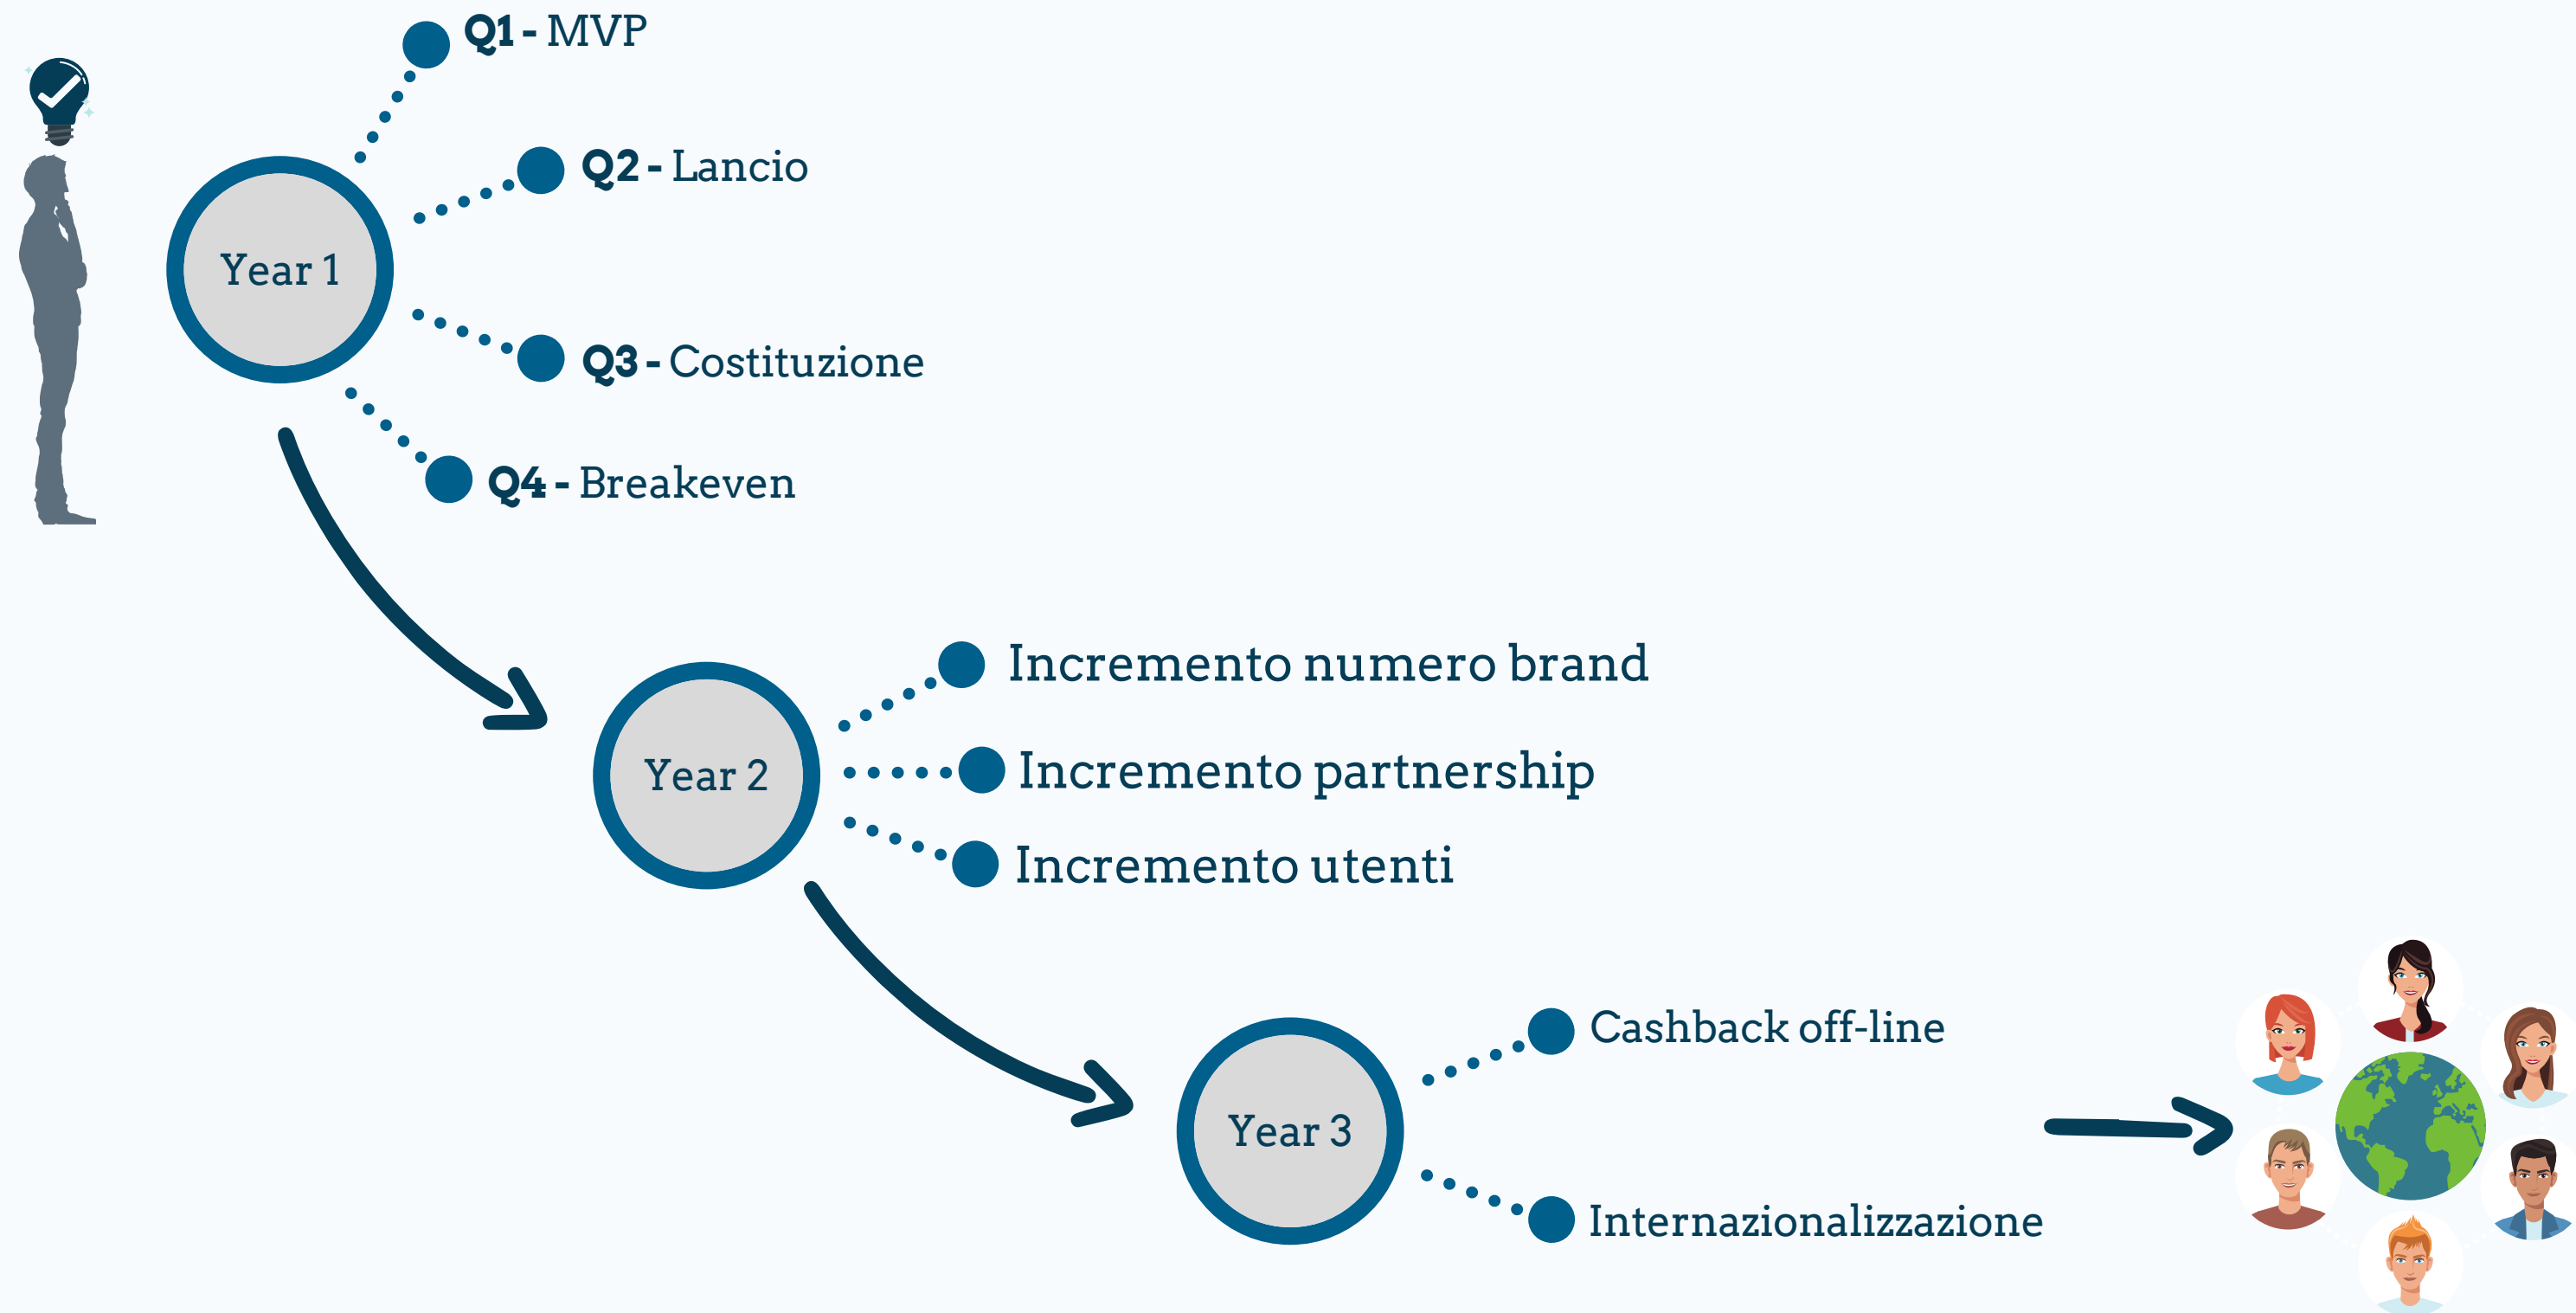 Q1 - MVP
Q2 - Lancio
Year 1
Q3 - Costituzione
Q4 - Breakeven
Incremento numero brand
Year 2
Incremento partnership
Incremento utenti
Cashback off-line
Year 3
Internazionalizzazione